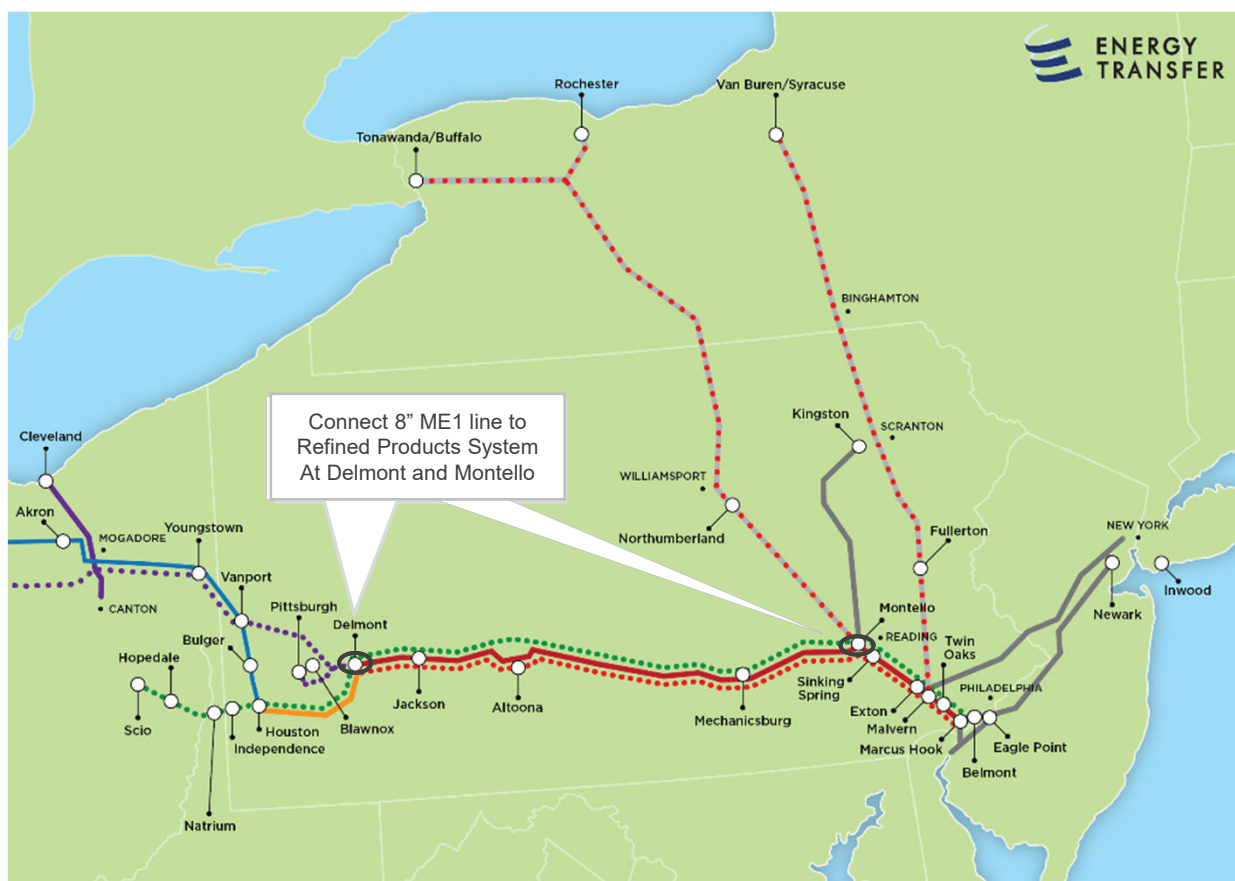 ENERGY
TRANSFER
Rochester
Van Buren/Syracuse
Tonawanda/Buffalo
BINGHAMTON
Connect 8” ME1 line to
Refined Products System
At Delmont and Montello
Kingston
SCRANTON
Cleveland
WILLIAMSPORT
Akron
MOGADORE
Youngstown
Northumberland
Fullerton
NEW YORK
Inwood
Vanport
CANTON
Pittsburgh
Delmont
Montello
Newark
READING
Bulger
Twin
Oaks
Hopedale
Sinking
Spring
PHILADELPHIA
Scio
Jackson
Altoona
Mechanicsburg
Exton
Houston
Blawnox
Malvern
Independence
Marcus Hook
Eagle Point
Belmont
Natrium